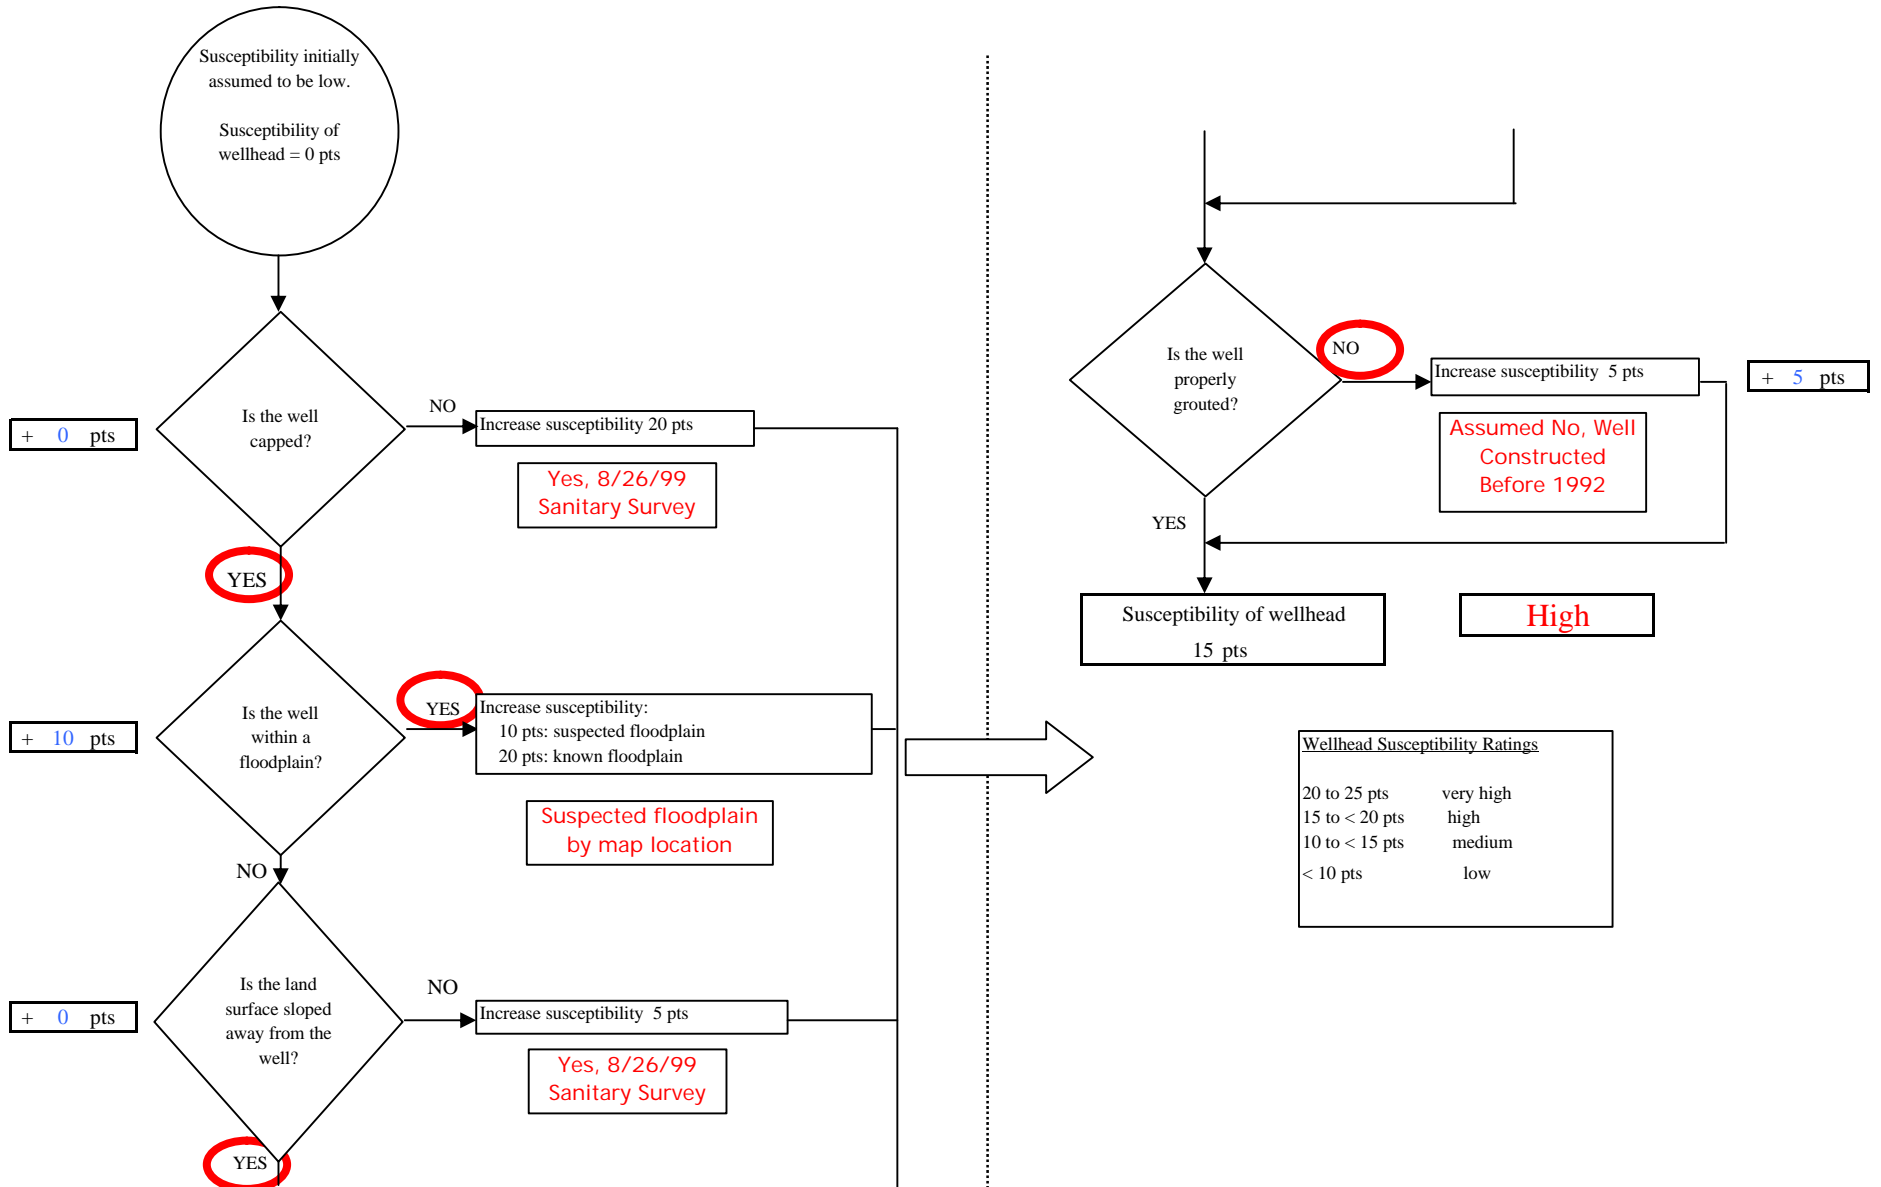 Susceptibility initially
assumed to be low.
Susceptibility of
wellhead = 0 pts
Is the well
capped?
NO
Increase susceptibility 20 pts
+ 0 pts
Yes, 8/26/99
Sanitary Survey
YES
Is the well
within a
floodplain?
YES
Increase susceptibility:
10 pts: suspected floodplain
20 pts: known floodplain
+ 10 pts
Suspected floodplain
by map location
NO
Is the land
surface sloped
away from the
well?
NO
Increase susceptibility 5 pts
+ 0 pts
Yes, 8/26/99
Sanitary Survey
YES
Is the well
properly
grouted?
NO
Increase susceptibility 5 pts
+ 5 pts
Assumed No, Well
Constructed
Before 1992
YES
Susceptibility of wellhead
15 pts
High
Wellhead Susceptibility Ratings
20 to 25 pts very high
15 to < 20 pts high
10 to < 15 pts medium
< 10 pts low